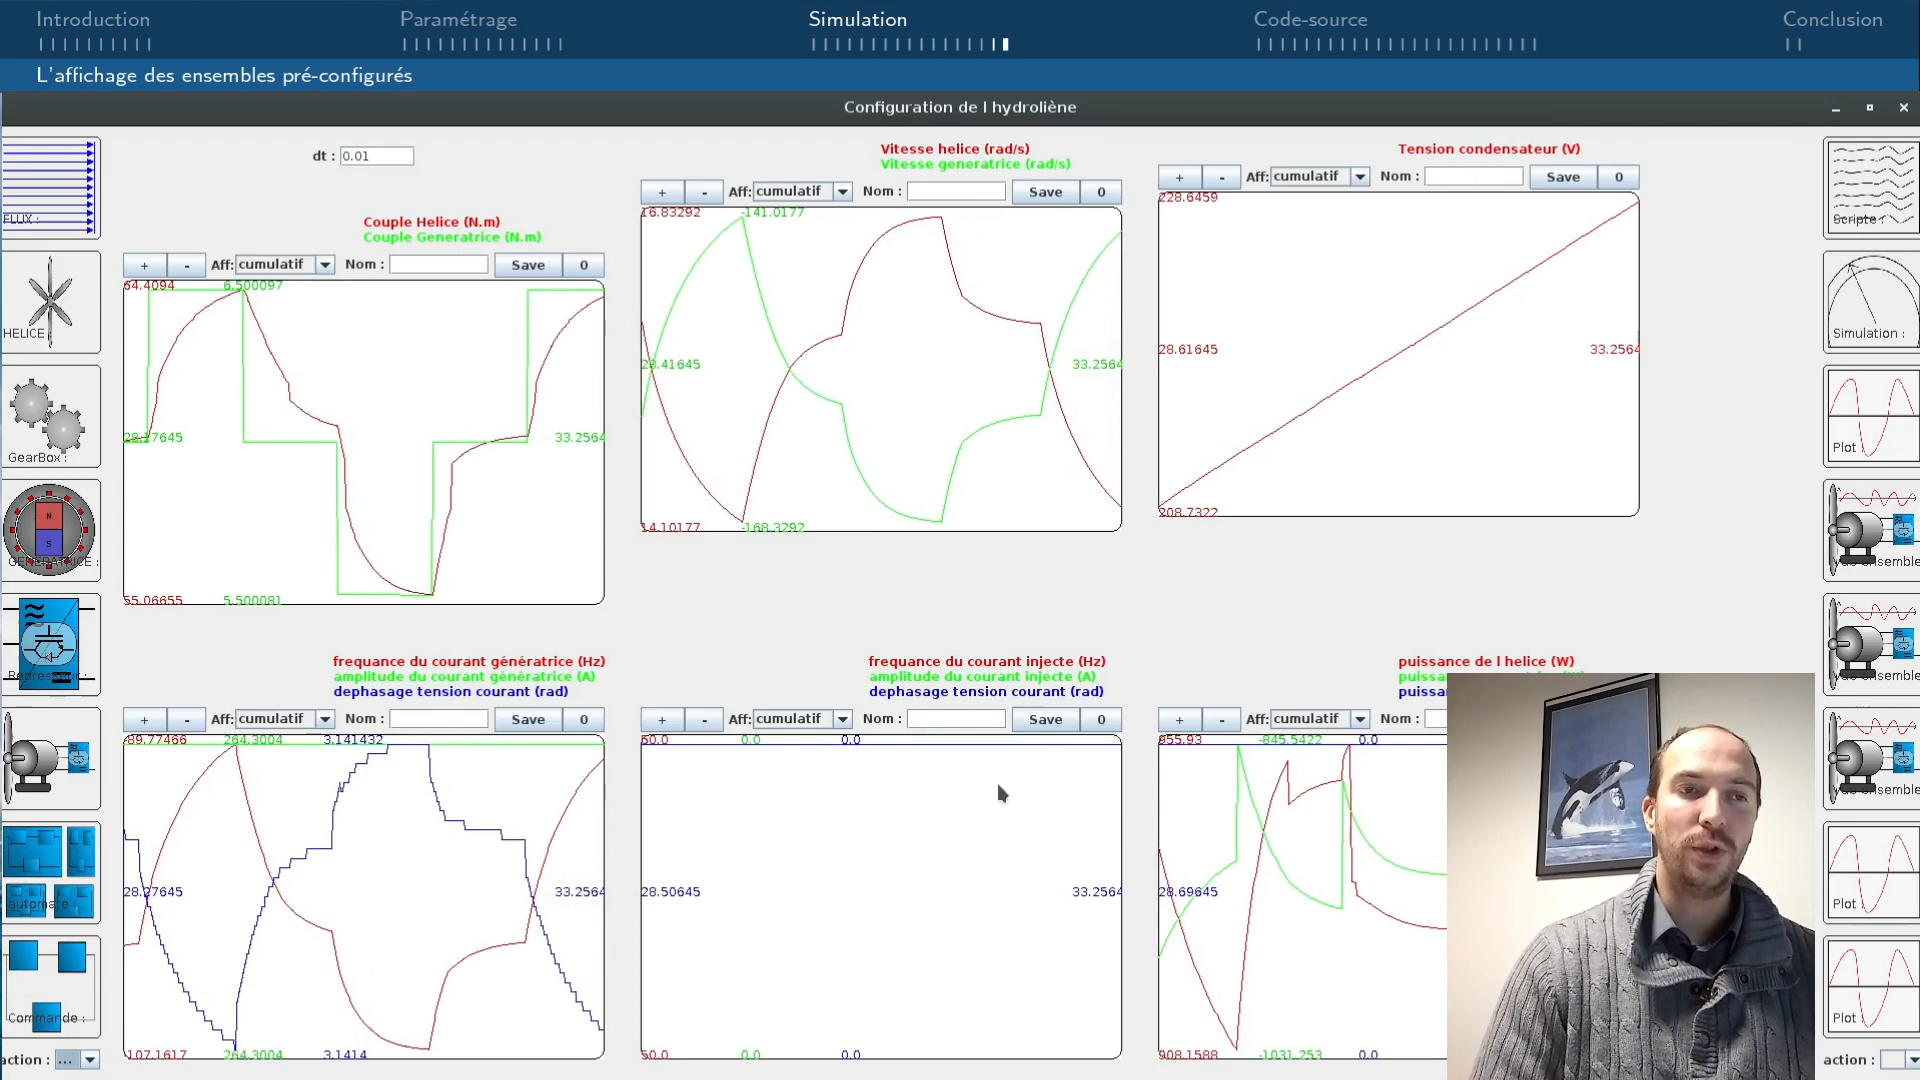 Introduction
Paramétrage
Simulation
Code-source
Conclusion
L'affichage des ensembles pré-configurés
Configuration de l hydroliène
dt : 0.01
Couple Helice (N.m)
Couple Generatrice (N.m)
+ - Aff: cumulatif Nom : Save 0
64.4094 6.500097
28.17645 33.2564
55.06655 5.500081
Vitesse helice (rad/s)
Vitesse generatrice (rad/s)
+ - Aff: cumulatif Nom : Save 0
16.83292 -141.0177
28.41645 33.2564
14.10177 -168.3292
Tension condensateur (V)
+ - Aff: cumulatif Nom : Save 0
228.6459
28.61645 33.2564
208.7322
frequance du courant génératrice (Hz)
amplitude du courant génératrice (A)
dephasage tension courant (rad)
+ - Aff: cumulatif Nom : Save 0
-89.77466 264.3004 3.141432
28.27645 33.2564
-107.1617 264.3004 3.1414
frequance du courant injecte (Hz)
amplitude du courant injecte (A)
dephasage tension courant (rad)
+ - Aff: cumulatif Nom : Save 0
50.0 0.0 0.0
28.50645 33.2564
50.0 0.0 0.0
puissance de l helice (W)
puissa
puissa
+ - Aff: cumulatif Nom :
955.93 -845.5422 0.0
28.69645
908.1588 -1031.253 0.0
FLUX :
HELICE :
GearBox :
N
S
GENERATRICE :
Redresseur :
automate :
Commande :
action : ...
Scripte :
Simulation :
Plot :
ensemble
ensemble
ensemble
Plot :
Plot :
action :